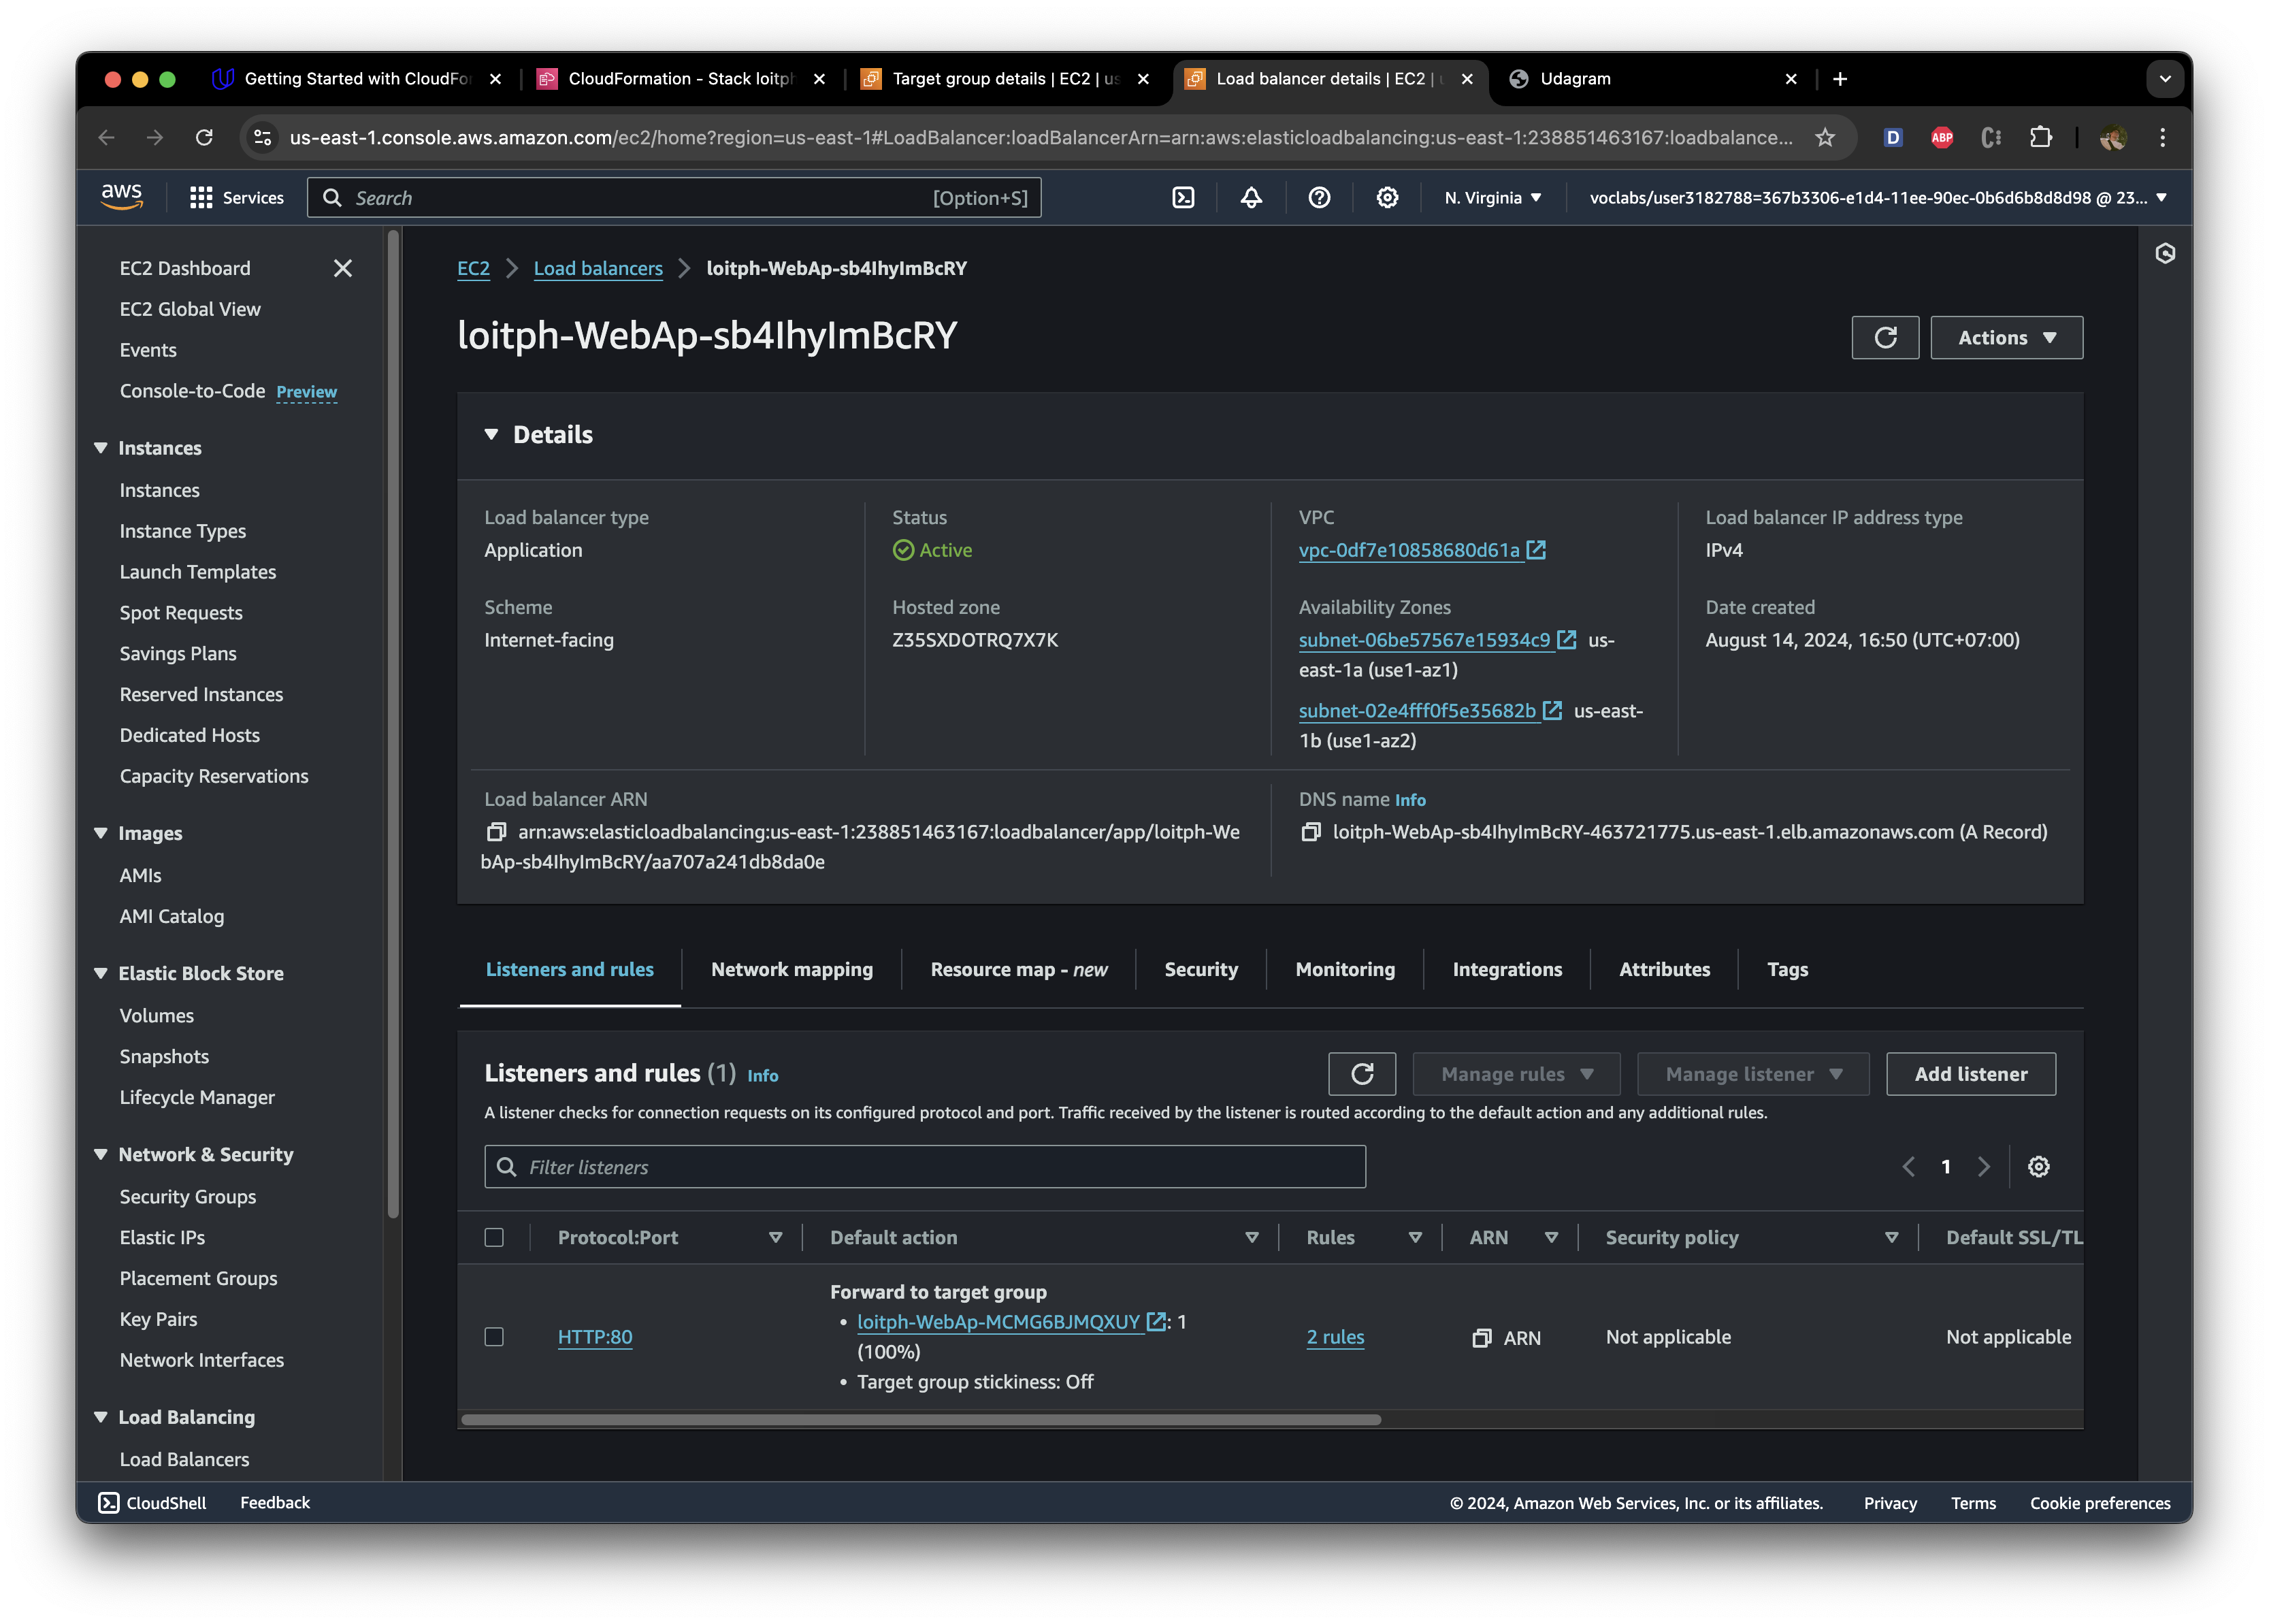 Getting Started with CloudFor
CloudFormation - Stack loitph
Target group details | EC2 | us
Load balancer details | EC2 | u
Udagram
us-east-1.console.aws.amazon.com/ec2/home?region=us-east-1#LoadBalancer:loadBalancerArn=arn:aws:elasticloadbalancing:us-east-1:238851463167:loadbalance...
D
ABP
aws
Services
Search
[Option+S]
N. Virginia
voclabs/user3182788=367b3306-e1d4-11ee-90ec-0b6d6b8d8d98 @ 23...
EC2 Dashboard
EC2 Global View
Events
Console-to-Code Preview
Instances
Instances
Instance Types
Launch Templates
Spot Requests
Savings Plans
Reserved Instances
Dedicated Hosts
Capacity Reservations
Images
AMIs
AMI Catalog
Elastic Block Store
Volumes
Snapshots
Lifecycle Manager
Network & Security
Security Groups
Elastic IPs
Placement Groups
Key Pairs
Network Interfaces
Load Balancing
Load Balancers
EC2 > Load balancers > loitph-WebAp-sb4IhyImBcRY
loitph-WebAp-sb4IhyImBcRY
Actions
Details
Load balancer type
Application
Status
Active
VPC
vpc-0df7e10858680d61a
Load balancer IP address type
IPv4
Scheme
Internet-facing
Hosted zone
Z35SXDOTRQ7X7K
Availability Zones
subnet-06be57567e15934c9 us-
east-1a (use1-az1)
subnet-02e4fff0f5e35682b us-east-
1b (use1-az2)
Date created
August 14, 2024, 16:50 (UTC+07:00)
Load balancer ARN
arn:aws:elasticloadbalancing:us-east-1:238851463167:loadbalancer/app/loitph-We
bAp-sb4IhyImBcRY/aa707a241db8da0e
DNS name Info
loitph-WebAp-sb4IhyImBcRY-463721775.us-east-1.elb.amazonaws.com (A Record)
Listeners and rules
Network mapping
Resource map - new
Security
Monitoring
Integrations
Attributes
Tags
Listeners and rules (1) Info
Manage rules
Manage listener
Add listener
A listener checks for connection requests on its configured protocol and port. Traffic received by the listener is routed according to the default action and any additional rules.
Filter listeners
1
Protocol:Port
Default action
Rules
ARN
Security policy
Default SSL/TL
HTTP:80
Forward to target group
• loitph-WebAp-MCMG6BJMQXUY : 1
(100%)
• Target group stickiness: Off
2 rules
ARN
Not applicable
Not applicable
CloudShell
Feedback
© 2024, Amazon Web Services, Inc. or its affiliates.
Privacy
Terms
Cookie preferences